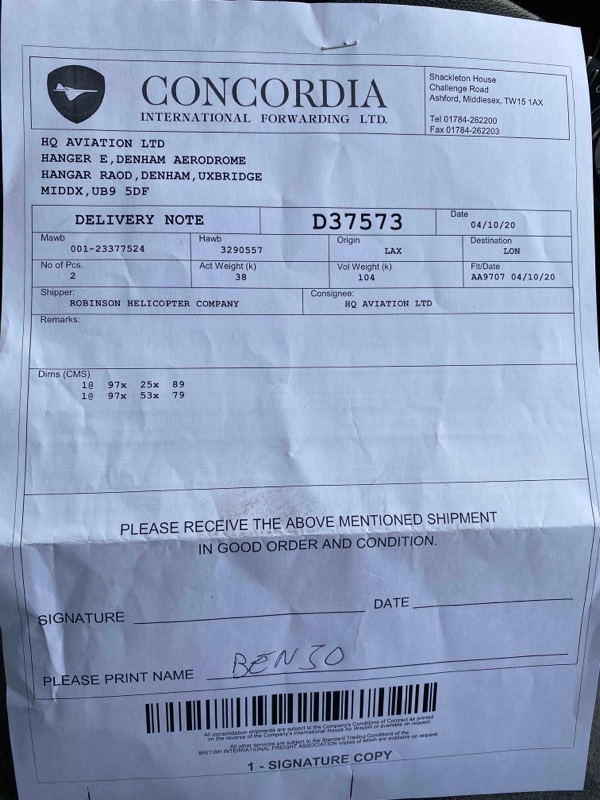 CONCORDIA
INTERNATIONAL FORWARDING LTD.
Shackleton House
Challenge Road
Ashford, Middlesex, TW15 1AX
Tel 01784-262200
Fax 01784-262203
HQ AVIATION LTD
HANGER E,DENHAM AERODROME
HANGAR RAOD,DENHAM,UXBRIDGE
MIDDX,UB9 5DF
DELIVERY NOTE D37573 Date 04/10/20
Mawb Hawb Origin Destination
001-23377524 3290557 LAX LON
No of Pcs. Act Weight (k) Vol Weight (k) Flt/Date
2 38 104 AA9707 04/10/20
Shipper: Consignee:
ROBINSON HELICOPTER COMPANY HQ AVIATION LTD
Remarks:
Dims (CMS)
1@ 97x 25x 89
1@ 97x 53x 79
PLEASE RECEIVE THE ABOVE MENTIONED SHIPMENT
IN GOOD ORDER AND CONDITION.
SIGNATURE DATE
PLEASE PRINT NAME
All consolidation shipments are subject to the Company's Conditions of Contract as printed
on the reverse of the Company's International House Air Waybill or available on request
All other services are subject to the Standard Trading Conditions of the
BRITISH INTERNATIONAL FREIGHT ASSOCIATION copies of which are available on request
1 - SIGNATURE COPY